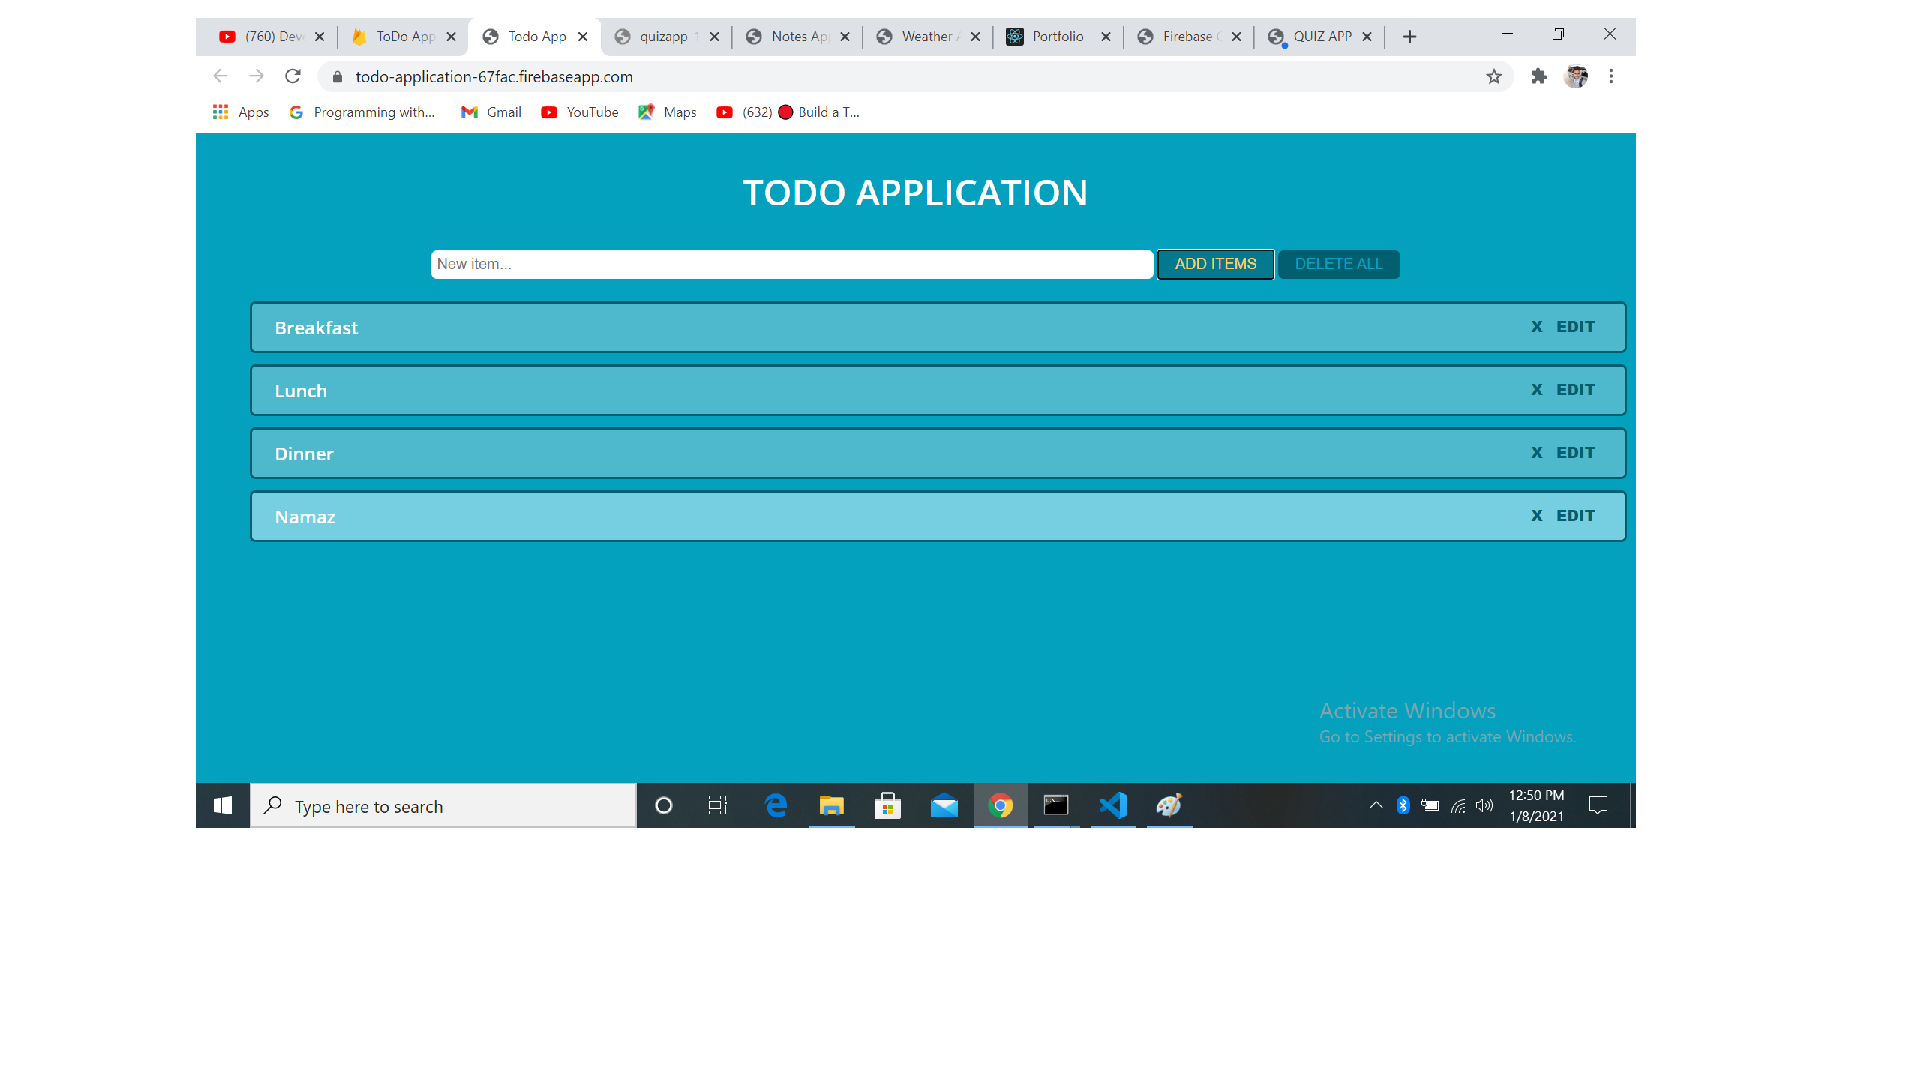 (760) Dev
ToDo App
Todo App
quizapp
Notes Ap
Weather
Portfolio
Firebase
QUIZ APP
todo-application-67fac.firebaseapp.com
Apps
Programming with...
Gmail
YouTube
Maps
(632) 🔴 Build a T...
TODO APPLICATION
New item...
ADD ITEMS
DELETE ALL
Breakfast
X EDIT
Lunch
X EDIT
Dinner
X EDIT
Namaz
X EDIT
Activate Windows
Go to Settings to activate Windows.
Type here to search
12:50 PM
1/8/2021